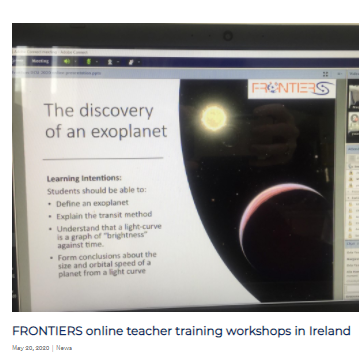 Meeting
FRONTIERS
The discovery
of an exoplanet
Learning Intentions:
Students should be able to:
• Define an exoplanet
• Explain the transit method
• Understand that a light-curve
is a graph of "brightness"
against time.
• Form conclusions about the
size and orbital speed of a
planet from a light curve
FRONTIERS online teacher training workshops in Ireland
May 20, 2020 | News